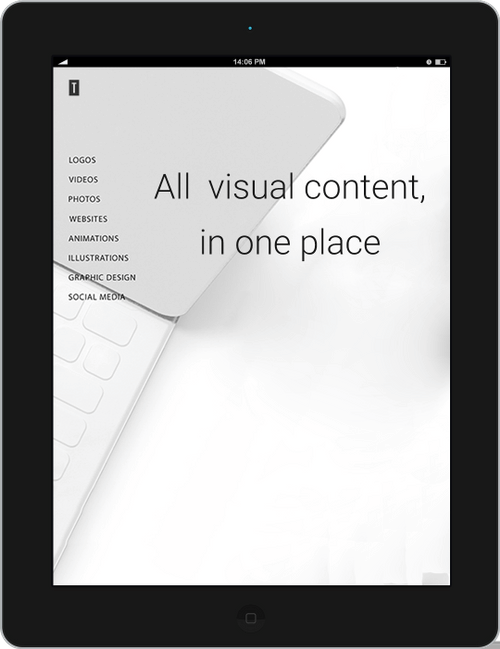 14:06 PM
T
LOGOS
VIDEOS
PHOTOS
WEBSITES
ANIMATIONS
ILLUSTRATIONS
GRAPHIC DESIGN
SOCIAL MEDIA
All visual content,
in one place